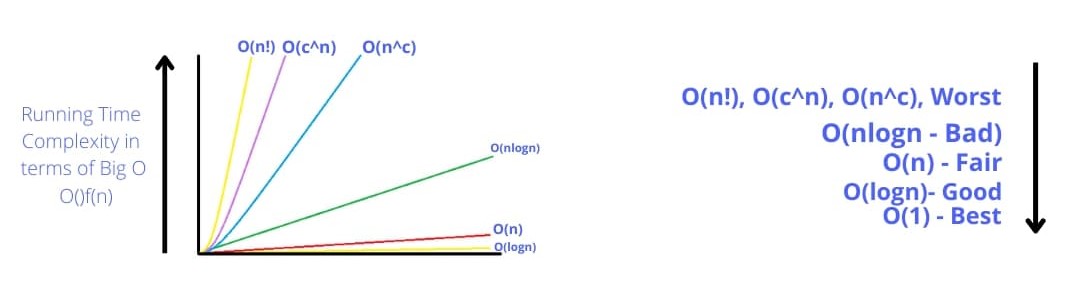 O(n!) O(c^n) O(n^c)
Running Time
Complexity in
terms of Big O
O()f(n)
O(nlogn)
O(n)
O(logn)
O(n!), O(c^n), O(n^c), Worst
O(nlogn - Bad)
O(n) - Fair
O(logn)- Good
O(1) - Best